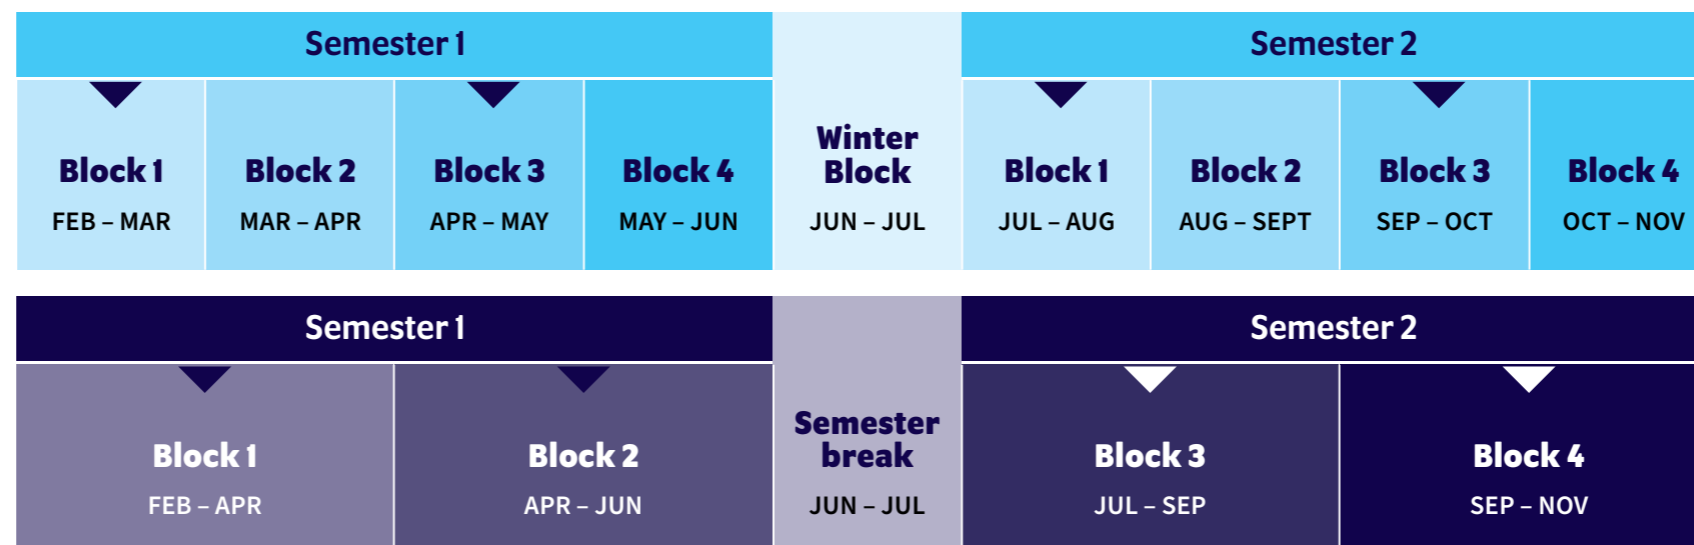 Semester 1
Semester 2
Block 1
FEB – MAR
Block 2
MAR – APR
Block 3
APR – MAY
Block 4
MAY – JUN
Winter
Block
JUN – JUL
Block 1
JUL – AUG
Block 2
AUG – SEPT
Block 3
SEP – OCT
Block 4
OCT – NOV
Semester 1
Semester 2
Block 1
FEB – APR
Block 2
APR – JUN
Semester
break
JUN – JUL
Block 3
JUL – SEP
Block 4
SEP – NOV